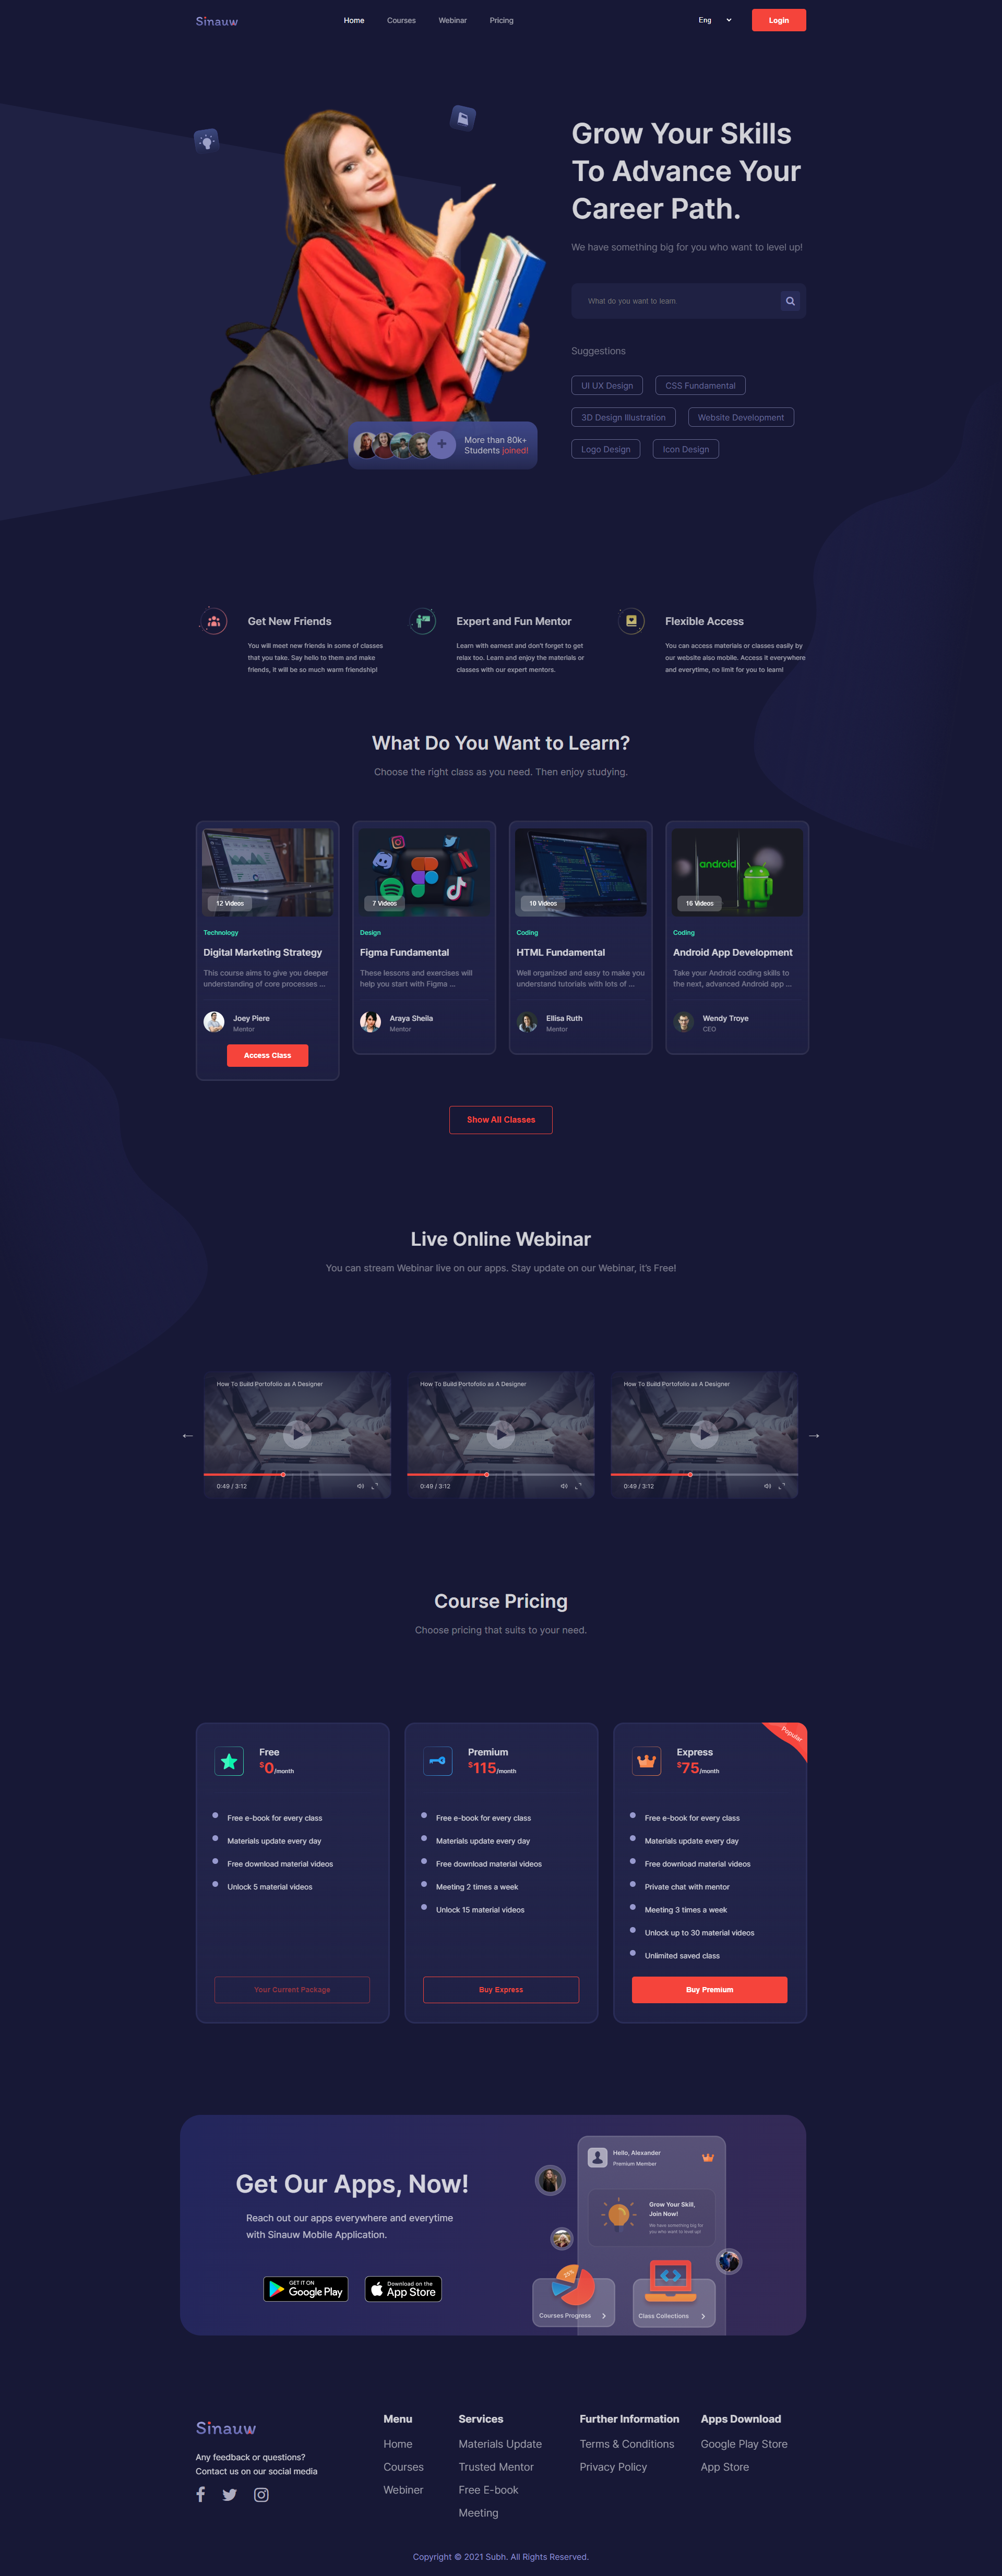 Sinauw
Home
Courses
Webinar
Pricing
Eng
Login
Grow Your Skills
To Advance Your
Career Path.
We have something big for you who want to level up!
What do you want to learn.
Suggestions
UI UX Design
CSS Fundamental
3D Design Illustration
Website Development
Logo Design
Icon Design
More than 80k+
Students joined!
Get New Friends
You will meet new friends in some of classes
that you take. Say hello to them and make
friends, it will be so much warm friendship!
Expert and Fun Mentor
Learn with earnest and don't forget to get
relax too. Learn and enjoy the materials or
classes with our expert mentors.
Flexible Access
You can access materials or classes easily by
our website also mobile. Access it everywhere
and everytime, no limit for you to learn!
What Do You Want to Learn?
Choose the right class as you need. Then enjoy studying.
12 Videos
Technology
Digital Marketing Strategy
This course aims to give you deeper
understanding of core processes ...
Joey Piere
Mentor
Access Class
7 Videos
Design
Figma Fundamental
These lessons and exercises will
help you start with Figma ...
Araya Sheila
Mentor
10 Videos
Coding
HTML Fundamental
Well organized and easy to make you
understand tutorials with lots of ...
Ellisa Ruth
Mentor
android
16 Videos
Coding
Android App Development
Take your Android coding skills to
the next, advanced Android app ...
Wendy Troye
CEO
Show All Classes
Live Online Webinar
You can stream Webinar live on our apps. Stay update on our Webinar, it's Free!
←
How To Build Portofolio as A Designer
0:49 / 3:12
How To Build Portofolio as A Designer
0:49 / 3:12
How To Build Portofolio as A Designer
0:49 / 3:12
→
Course Pricing
Choose pricing that suits to your need.
Free
$0/month
Free e-book for every class
Materials update every day
Free download material videos
Unlock 5 material videos
Your Current Package
Premium
$115/month
Free e-book for every class
Materials update every day
Free download material videos
Meeting 2 times a week
Unlock 15 material videos
Buy Express
Popular
Express
$75/month
Free e-book for every class
Materials update every day
Free download material videos
Private chat with mentor
Meeting 3 times a week
Unlock up to 30 material videos
Unlimited saved class
Buy Premium
Get Our Apps, Now!
Reach out our apps everywhere and everytime
with Sinauw Mobile Application.
GET IT ON
Google Play
Download on the
App Store
Hello, Alexander
Premium Member
Grow Your Skill,
Join Now!
We have something big for
you who want to level up!
35%
Courses Progress
Class Collections
Sinauw
Any feedback or questions?
Contact us on our social media
Menu
Home
Courses
Webiner
Services
Materials Update
Trusted Mentor
Free E-book
Meeting
Further Information
Terms & Conditions
Privacy Policy
Apps Download
Google Play Store
App Store
Copyright © 2021 Subh. All Rights Reserved.